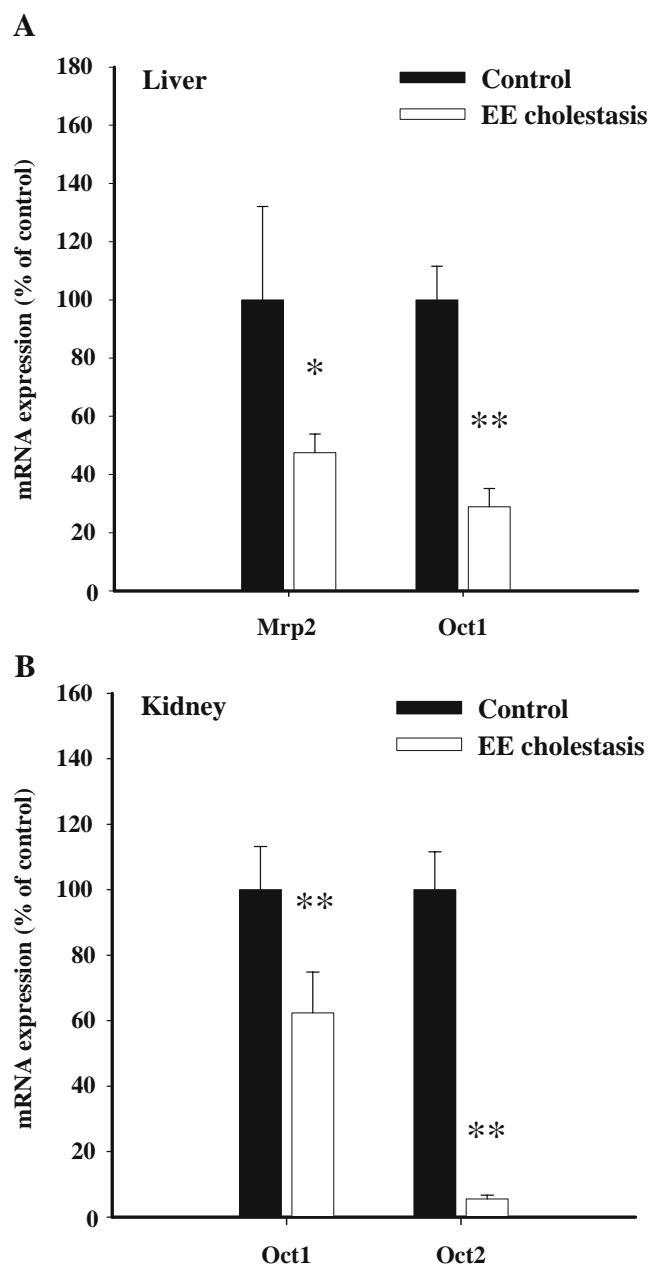 A
Liver
Control
EE cholestasis
mRNA expression (% of control)
180
160
140
120
100
80
60
40
20
0
*
**
Mrp2 Oct1
B
Kidney
Control
EE cholestasis
mRNA expression (% of control)
160
140
120
100
80
60
40
20
0
**
**
Oct1 Oct2